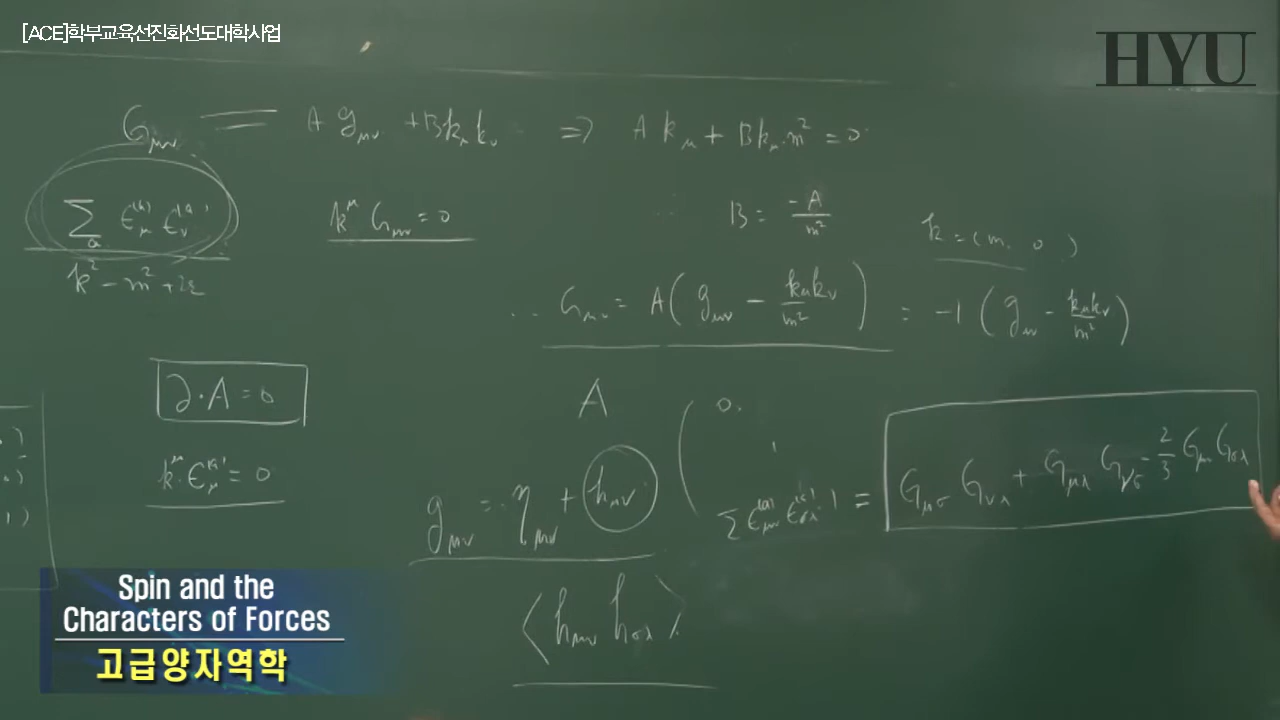 [ACE]학부교육선진화선도대학사업
HYU
G_{μν} = A g_{μν} + B k_μ k_ν ⇒ A k_μ + B k_μ m² = 0
∑_a ϵ_μ^{(a)} ϵ_ν^{(a)}
k² - m² + iε
k^μ G_{μν} = 0
B = -A/m²
k = (m, 0)
∴ G_{μν} = A ( g_{μν} - k_μ k_ν/m² ) = -1 ( g_{μν} - k_μ k_ν/m² )
∂·A = 0
k^μ ϵ_μ^{(a)} = 0
A
0.
1
g_{μν} = η_{μν} + h_{μν}
∑ ϵ_{μν}^{(a)} ϵ_{σλ}^{(a)} = G_{μσ} G_{νλ} + G_{μλ} G_{νσ} - 2/3 G_{μν} G_{σλ}
⟨ h_{μν} h_{σλ} ⟩
Spin and the
Characters of Forces
고급양자역학